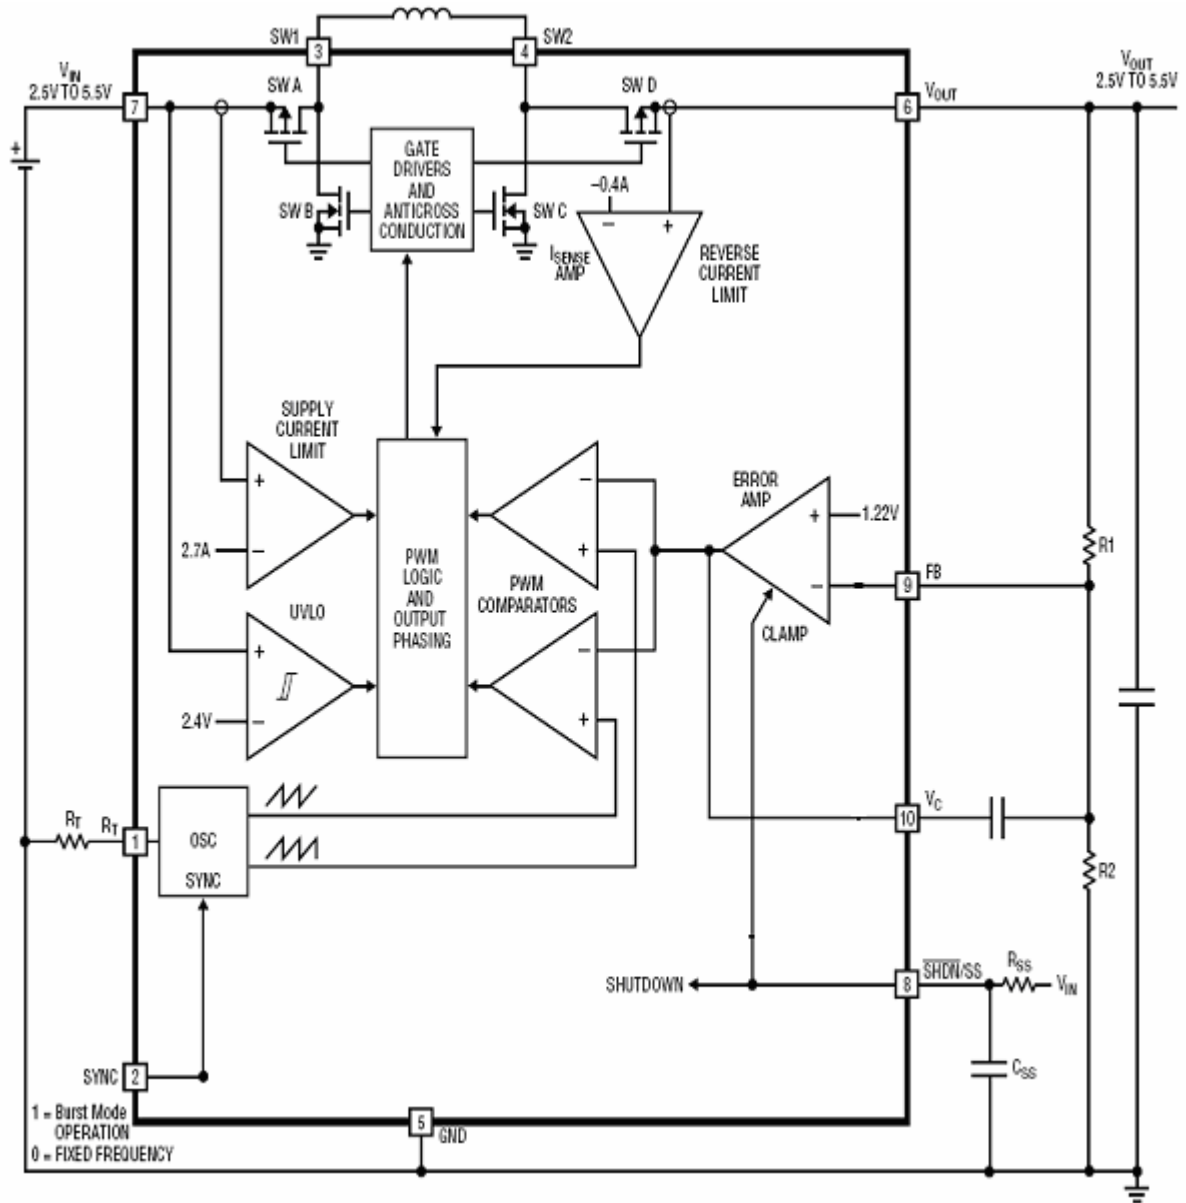 SW1
3
4
SW2
V_IN
2.5V TO 5.5V
7
SW A
SW D
6
V_OUT
V_OUT
2.5V TO 5.5V
+
GATE
DRIVERS
AND
ANTICROSS
CONDUCTION
SW B
SW C
–0.4A
–
+
I_SENSE
AMP
REVERSE
CURRENT
LIMIT
SUPPLY
CURRENT
LIMIT
+
2.7A
–
UVLO
+
2.4V
–
PWM
LOGIC
AND
OUTPUT
PHASING
–
+
PWM
COMPARATORS
–
+
ERROR
AMP
+
1.22V
–
CLAMP
9
FB
R1
R_T
R_T
1
OSC
SYNC
10
V_C
R2
SHUTDOWN
8
SHDN/SS
R_SS
V_IN
C_SS
SYNC
2
1 = Burst Mode
OPERATION
0 = FIXED FREQUENCY
5
GND